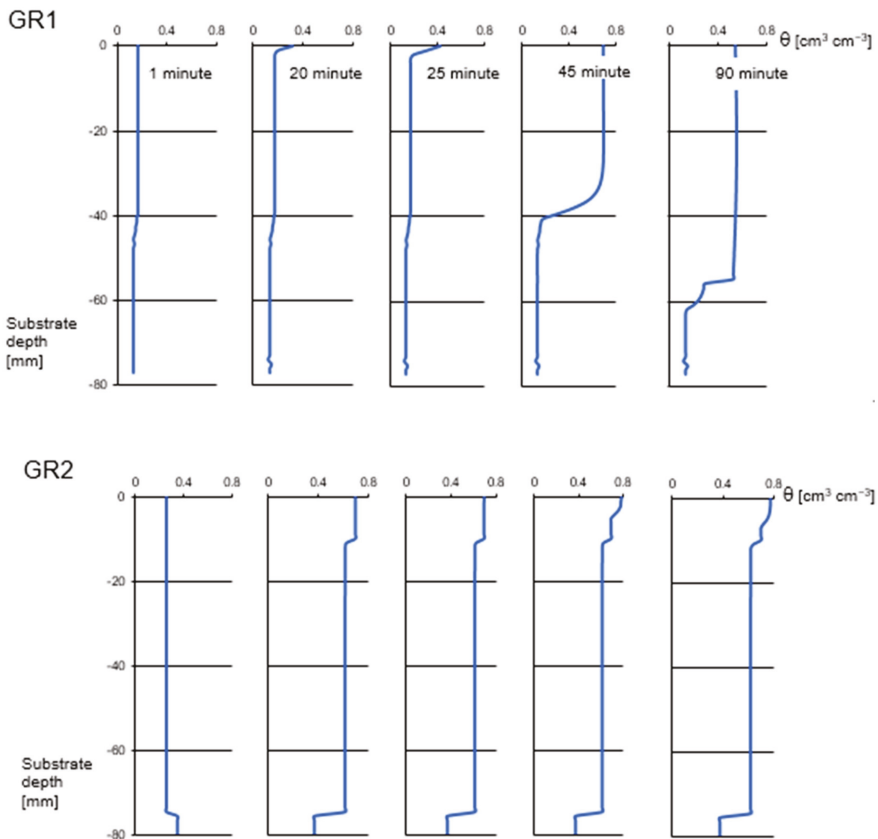 GR1
0 0.4 0.8 0 0.4 0.8 0 0.4 0.8 0 0.4 0.8 0 0.4 0.8 θ [cm³ cm⁻³]
0
1 minute 20 minute 25 minute 45 minute 90 minute
-20
-40
-60
Substrate
depth
[mm]
-80
GR2
0 0.4 0.8 0 0.4 0.8 0 0.4 0.8 0 0.4 0.8 0 0.4 0.8
0 θ [cm³ cm⁻³]
-20
-40
-60
Substrate
depth
[mm]
-80